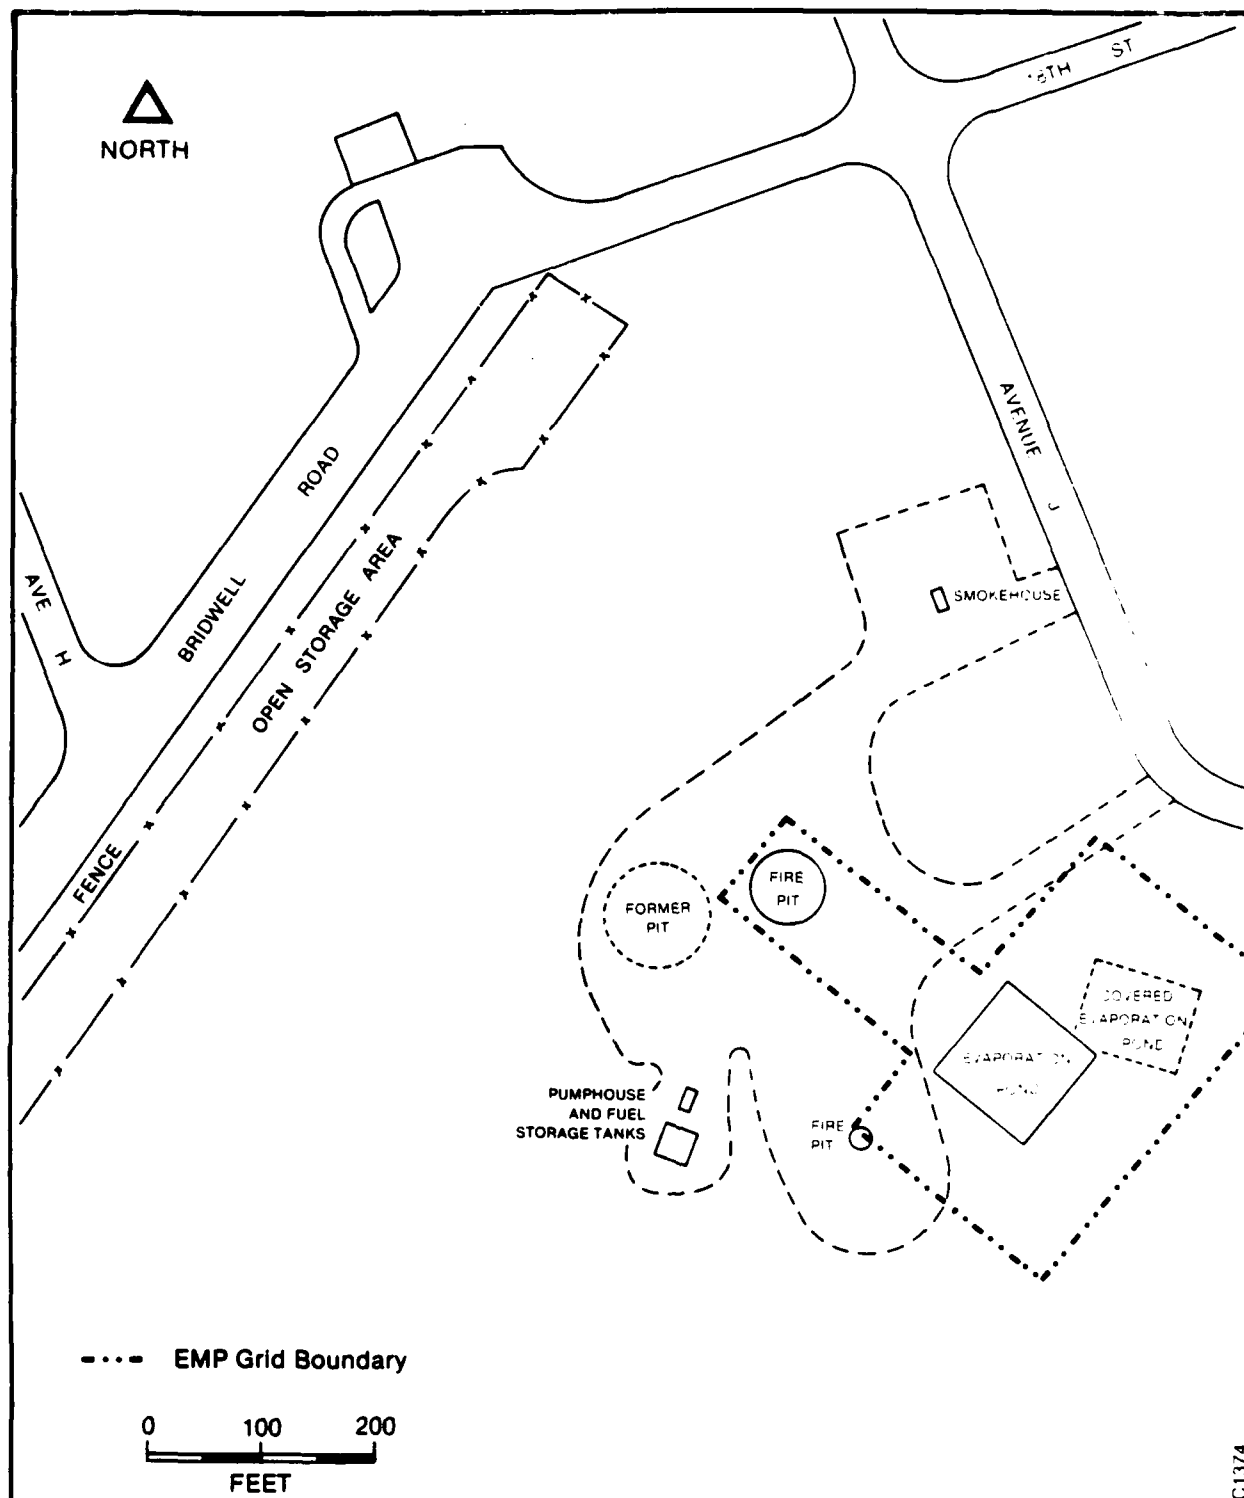 18TH ST
NORTH
AVENUE J
ROAD
BRIDWELL
AVE H
OPEN STORAGE AREA
FENCE
SMOKEHOUSE
FIRE
PIT
FORMER
PIT
COVERED
EVAPORATION
POND
EVAPORATION
POND
PUMPHOUSE
AND FUEL
STORAGE TANKS
FIRE
PIT
EMP Grid Boundary
0 100 200
FEET
C1374